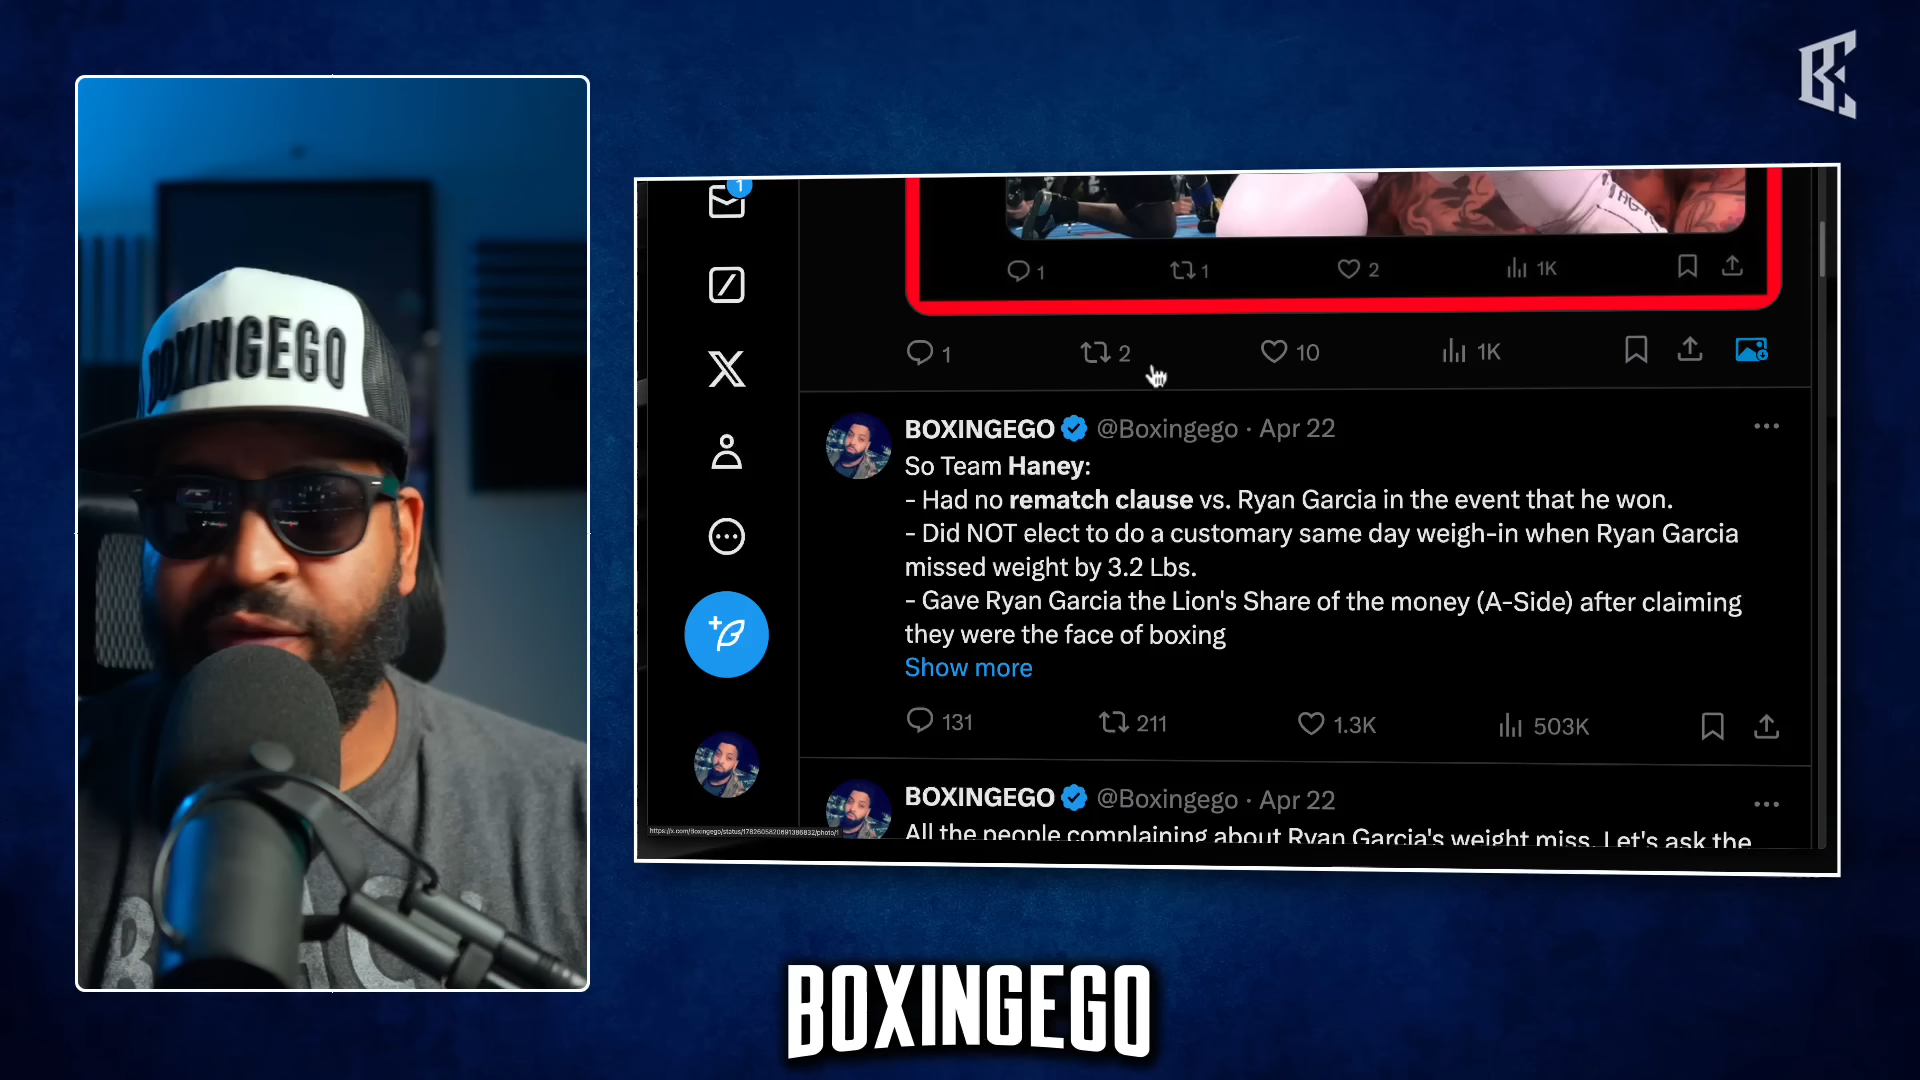 BOXINGEGO
1
1
1
2
1K
1
2
10
1K
BOXINGEGO @Boxingego · Apr 22
So Team Haney:
- Had no rematch clause vs. Ryan Garcia in the event that he won.
- Did NOT elect to do a customary same day weigh-in when Ryan Garcia
missed weight by 3.2 Lbs.
- Gave Ryan Garcia the Lion's Share of the money (A-Side) after claiming
they were the face of boxing
Show more
131
211
1.3K
503K
BOXINGEGO @Boxingego · Apr 22
All the people complaining about Ryan Garcia's weight miss. Let's ask the
BOXINGEGO